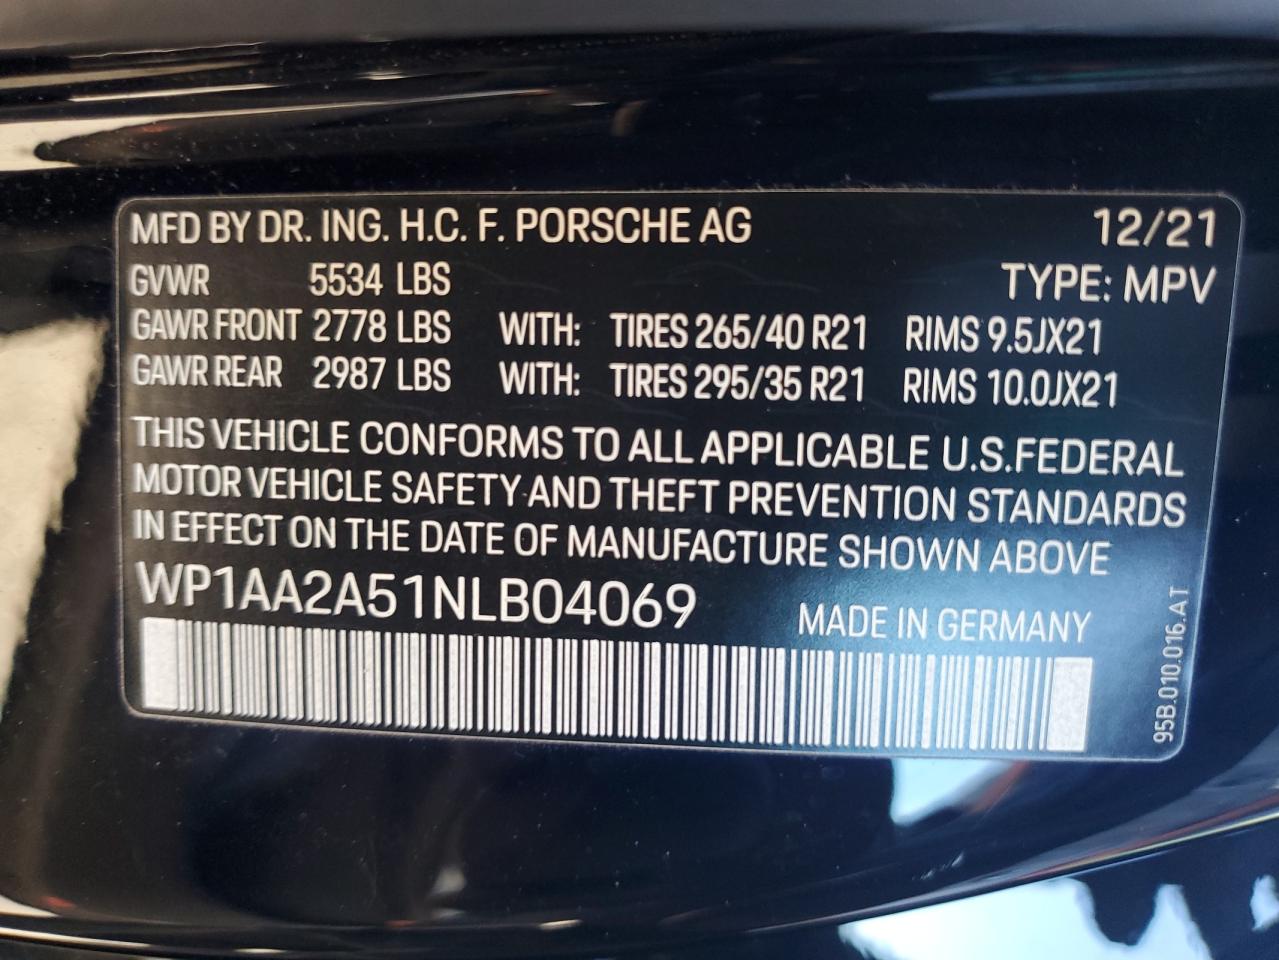 MFD BY DR. ING. H.C. F. PORSCHE AG 12/21
GVWR 5534 LBS TYPE: MPV
GAWR FRONT 2778 LBS WITH: TIRES 265/40 R21 RIMS 9.5JX21
GAWR REAR 2987 LBS WITH: TIRES 295/35 R21 RIMS 10.0JX21
THIS VEHICLE CONFORMS TO ALL APPLICABLE U.S.FEDERAL
MOTOR VEHICLE SAFETY AND THEFT PREVENTION STANDARDS
IN EFFECT ON THE DATE OF MANUFACTURE SHOWN ABOVE
WP1AA2A51NLB04069 MADE IN GERMANY
95B.010.016.AT